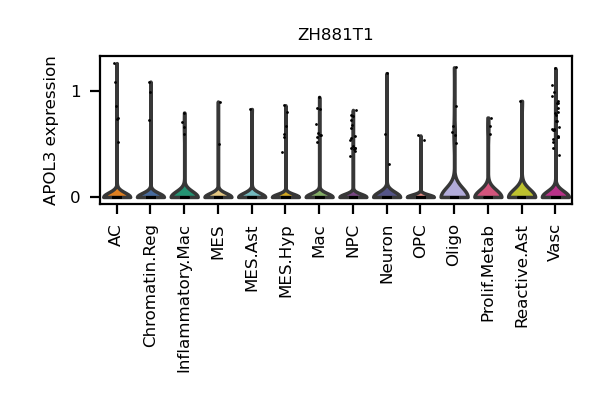 ZH881T1
APOL3 expression
1
0
AC
Chromatin.Reg
Inflammatory.Mac
MES
MES.Ast
MES.Hyp
Mac
NPC
Neuron
OPC
Oligo
Prolif.Metab
Reactive.Ast
Vasc